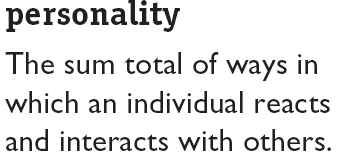 personality
The sum total of ways in
which an individual reacts
and interacts with others.